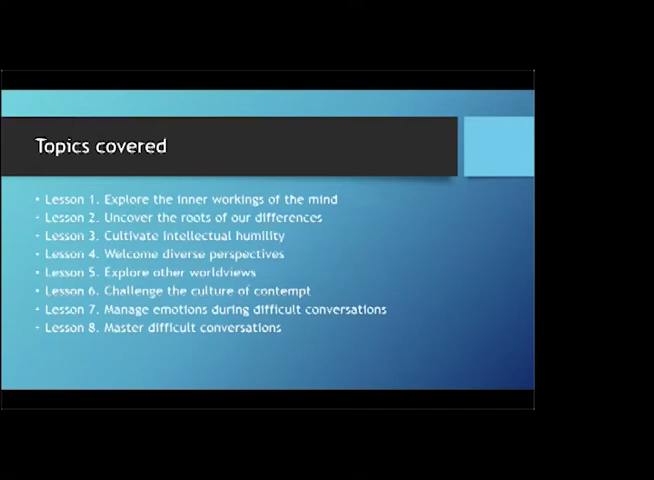 Topics covered
• Lesson 1. Explore the inner workings of the mind
• Lesson 2. Uncover the roots of our differences
• Lesson 3. Cultivate intellectual humility
• Lesson 4. Welcome diverse perspectives
• Lesson 5. Explore other worldviews
• Lesson 6. Challenge the culture of contempt
• Lesson 7. Manage emotions during difficult conversations
• Lesson 8. Master difficult conversations